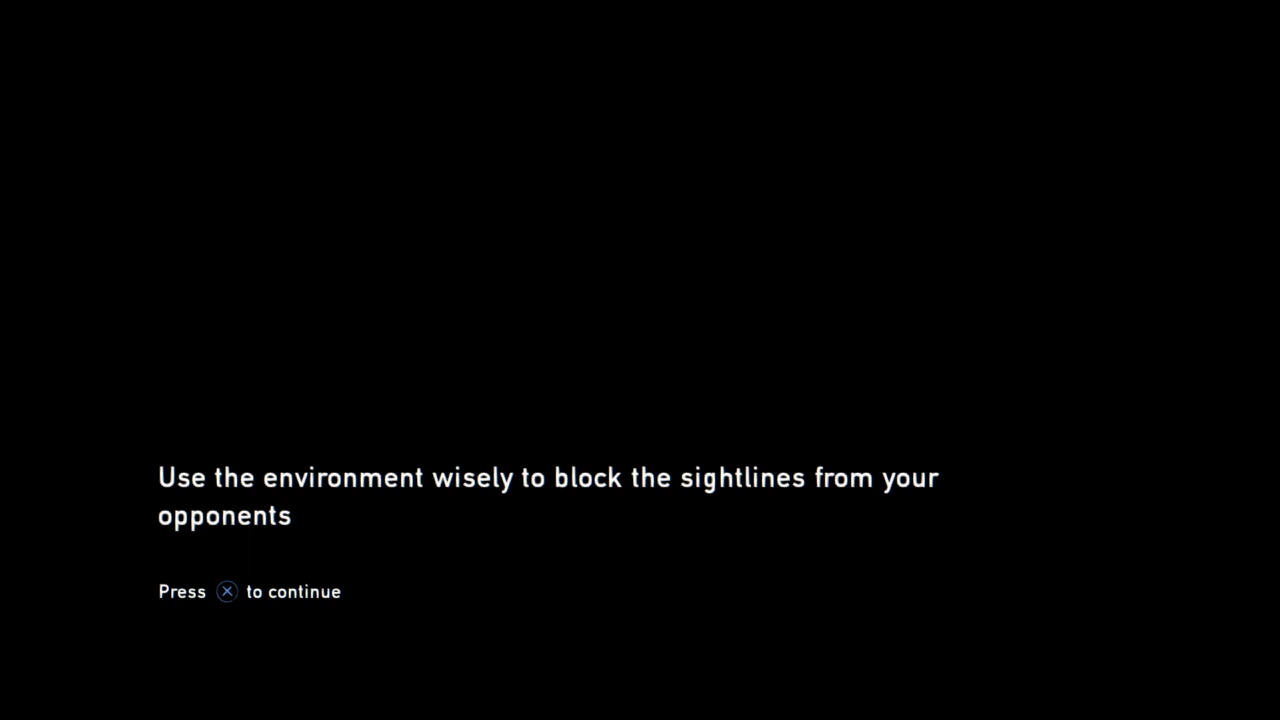 Use the environment wisely to block the sightlines from your
opponents
Press ⓧ to continue